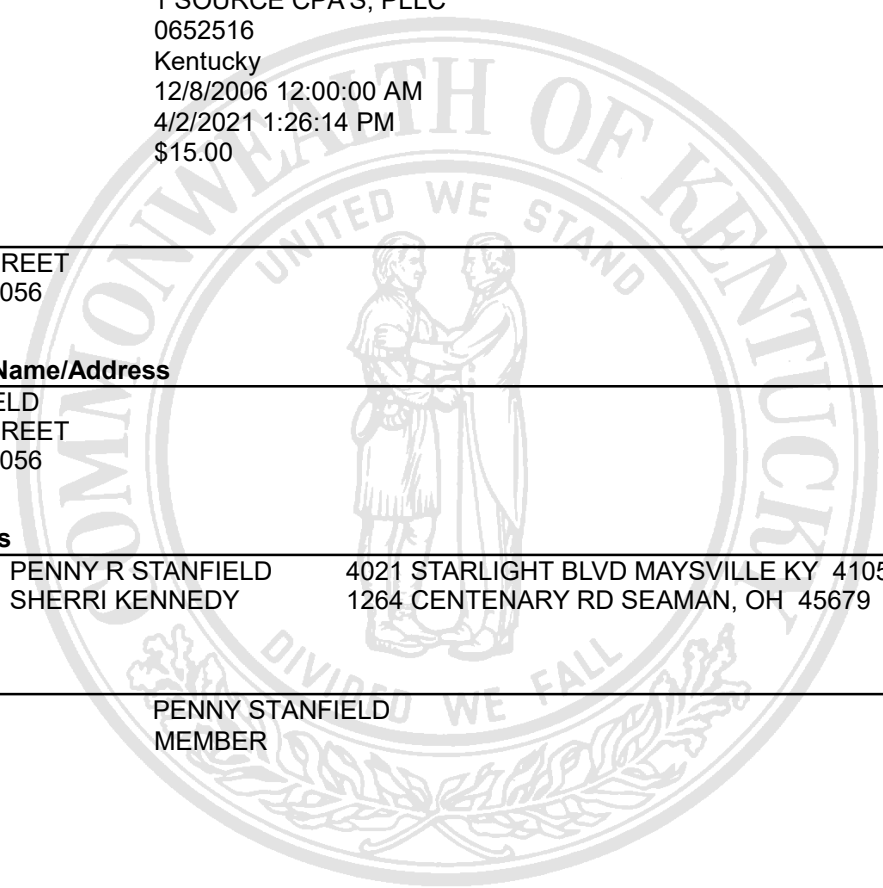 1 SOURCE CPA'S, PLLC
0652516
Kentucky
12/8/2006 12:00:00 AM
4/2/2021 1:26:14 PM
$15.00
REET
056
Name/Address
ELD
REET
056
s
PENNY R STANFIELD 4021 STARLIGHT BLVD MAYSVILLE KY 4105
SHERRI KENNEDY 1264 CENTENARY RD SEAMAN, OH 45679
PENNY STANFIELD
MEMBER
COMMONWEALTH OF KENTUCKY
UNITED WE STAND
DIVIDED WE FALL